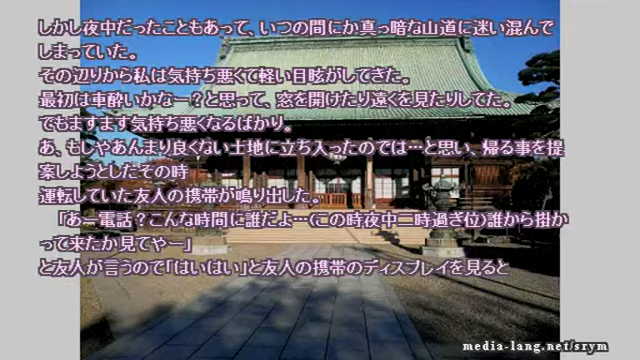 しかし夜中だったこともあって、いつの間にか真っ暗な山道に迷い混んで
しまっていた。
その辺りから私は気持ち悪くて軽い目眩がしてきた。
最初は車酔いかなー？と思って、窓を開けたり遠くを見たりしてた。
でもますます気持ち悪くなるばかり。
あ、もしやあんまり良くない土地に立ち入ったのでは…と思い、帰る事を提
案しようとしたその時
運転していた友人の携帯が鳴り出した。
「あー電話？こんな時間に誰だよ…（この時夜中二時過ぎ位）誰から掛か
って来たか見てやー」
と友人が言うので「はいはい」と友人の携帯のディスプレイを見ると
media-lang.net/srym